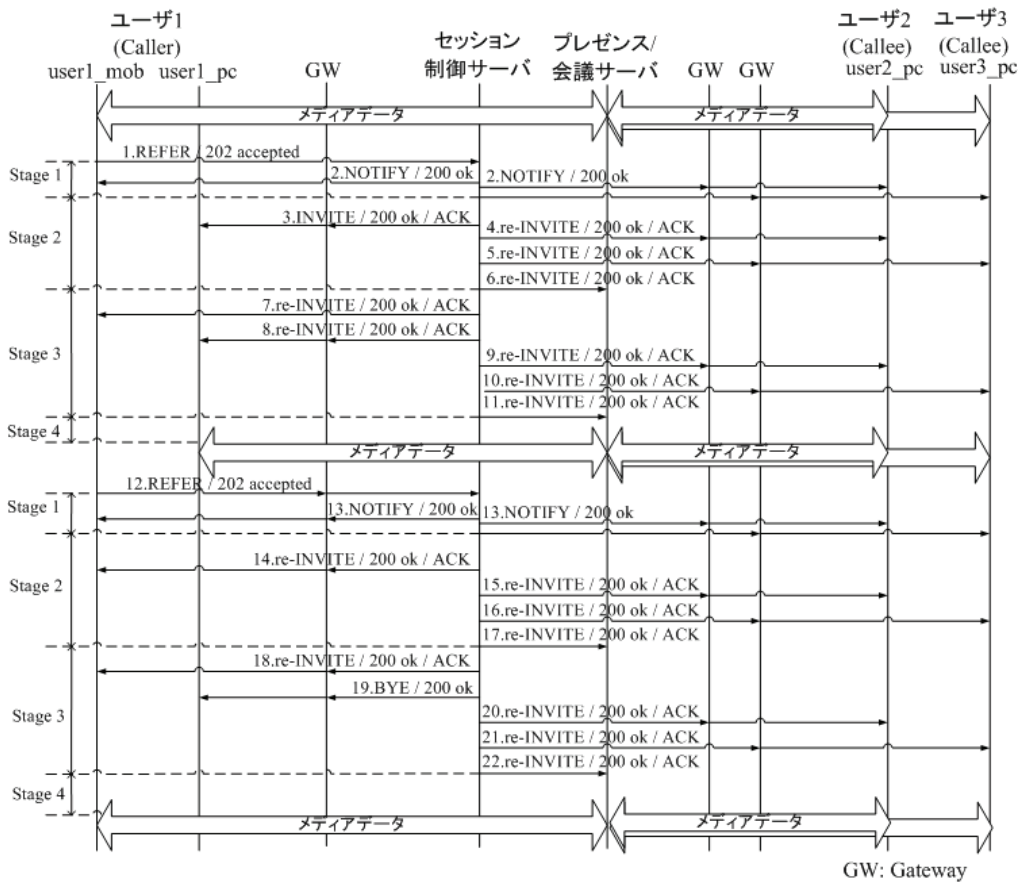 ユーザ1
(Caller)
user1_mob user1_pc GW
セッション
制御サーバ
プレゼンス/
会議サーバ
GW GW
ユーザ2
(Callee)
user2_pc
ユーザ3
(Callee)
user3_pc
メディアデータ メディアデータ
1.REFER / 202 accepted
Stage 1
2.NOTIFY / 200 ok 2.NOTIFY / 200 ok
3.INVITE / 200 ok / ACK
4.re-INVITE / 200 ok / ACK
Stage 2
5.re-INVITE / 200 ok / ACK
6.re-INVITE / 200 ok / ACK
7.re-INVITE / 200 ok / ACK
8.re-INVITE / 200 ok / ACK
Stage 3
9.re-INVITE / 200 ok / ACK
10.re-INVITE / 200 ok / ACK
11.re-INVITE / 200 ok / ACK
Stage 4
メディアデータ メディアデータ
12.REFER / 202 accepted
Stage 1
13.NOTIFY / 200 ok 13.NOTIFY / 200 ok
14.re-INVITE / 200 ok / ACK
Stage 2
15.re-INVITE / 200 ok / ACK
16.re-INVITE / 200 ok / ACK
17.re-INVITE / 200 ok / ACK
18.re-INVITE / 200 ok / ACK
19.BYE / 200 ok
Stage 3
20.re-INVITE / 200 ok / ACK
21.re-INVITE / 200 ok / ACK
22.re-INVITE / 200 ok / ACK
Stage 4
メディアデータ メディアデータ
GW: Gateway